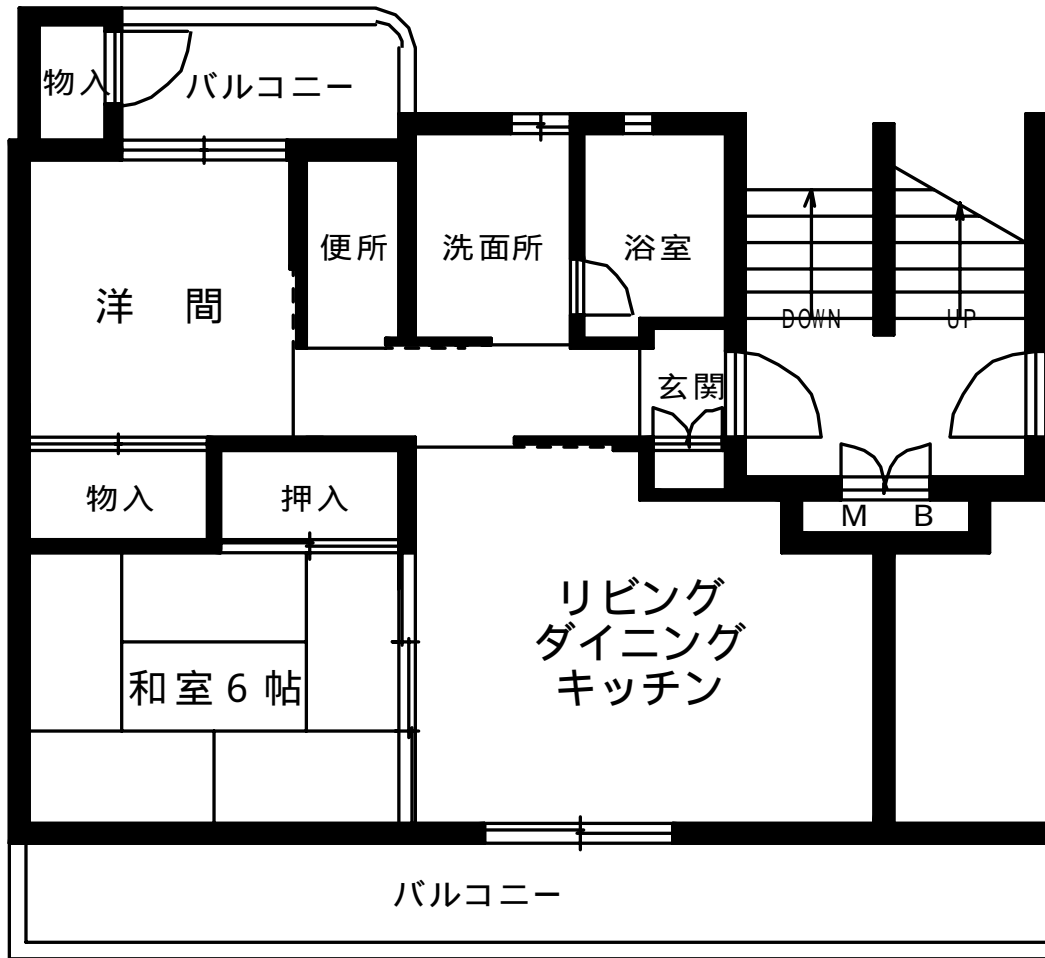 物入
バルコニー
便所
洗面所
浴室
洋 間
DOWN
UP
玄関
物入
押入
M B
リビング
ダイニング
キッチン
和室6帖
バルコニー